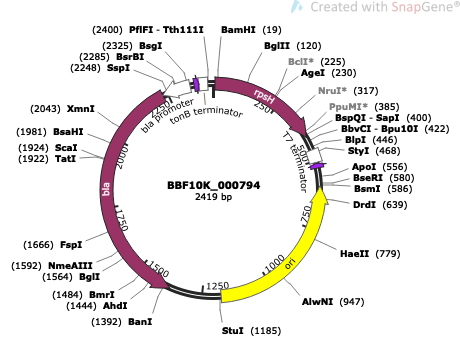 Created with SnapGene®
(2400) PflFI - Tth111I
BamHI (19)
(2325) BsgI
BglII (120)
(2285) BsrBI
BclI* (225)
(2248) SspI
AgeI (230)
NruI* (317)
PpuMI* (385)
BspQI - SapI (400)
BbvCI - Bpu10I (422)
BlpI (446)
StyI (468)
ApoI (556)
BseRI (580)
BsmI (586)
DrdI (639)
HaeII (779)
AlwNI (947)
StuI (1185)
(2043) XmnI
(1981) BsaHI
(1924) ScaI
(1922) TatI
(1666) FspI
(1592) NmeAIII
(1564) BglI
(1484) BmrI
(1444) AhdI
(1392) BanI
rpsH
bla promoter
tonB terminator
T7 terminator
bla
ori
250
500
750
1000
1250
1500
1750
2000
2250
BBF10K_000794
2419 bp